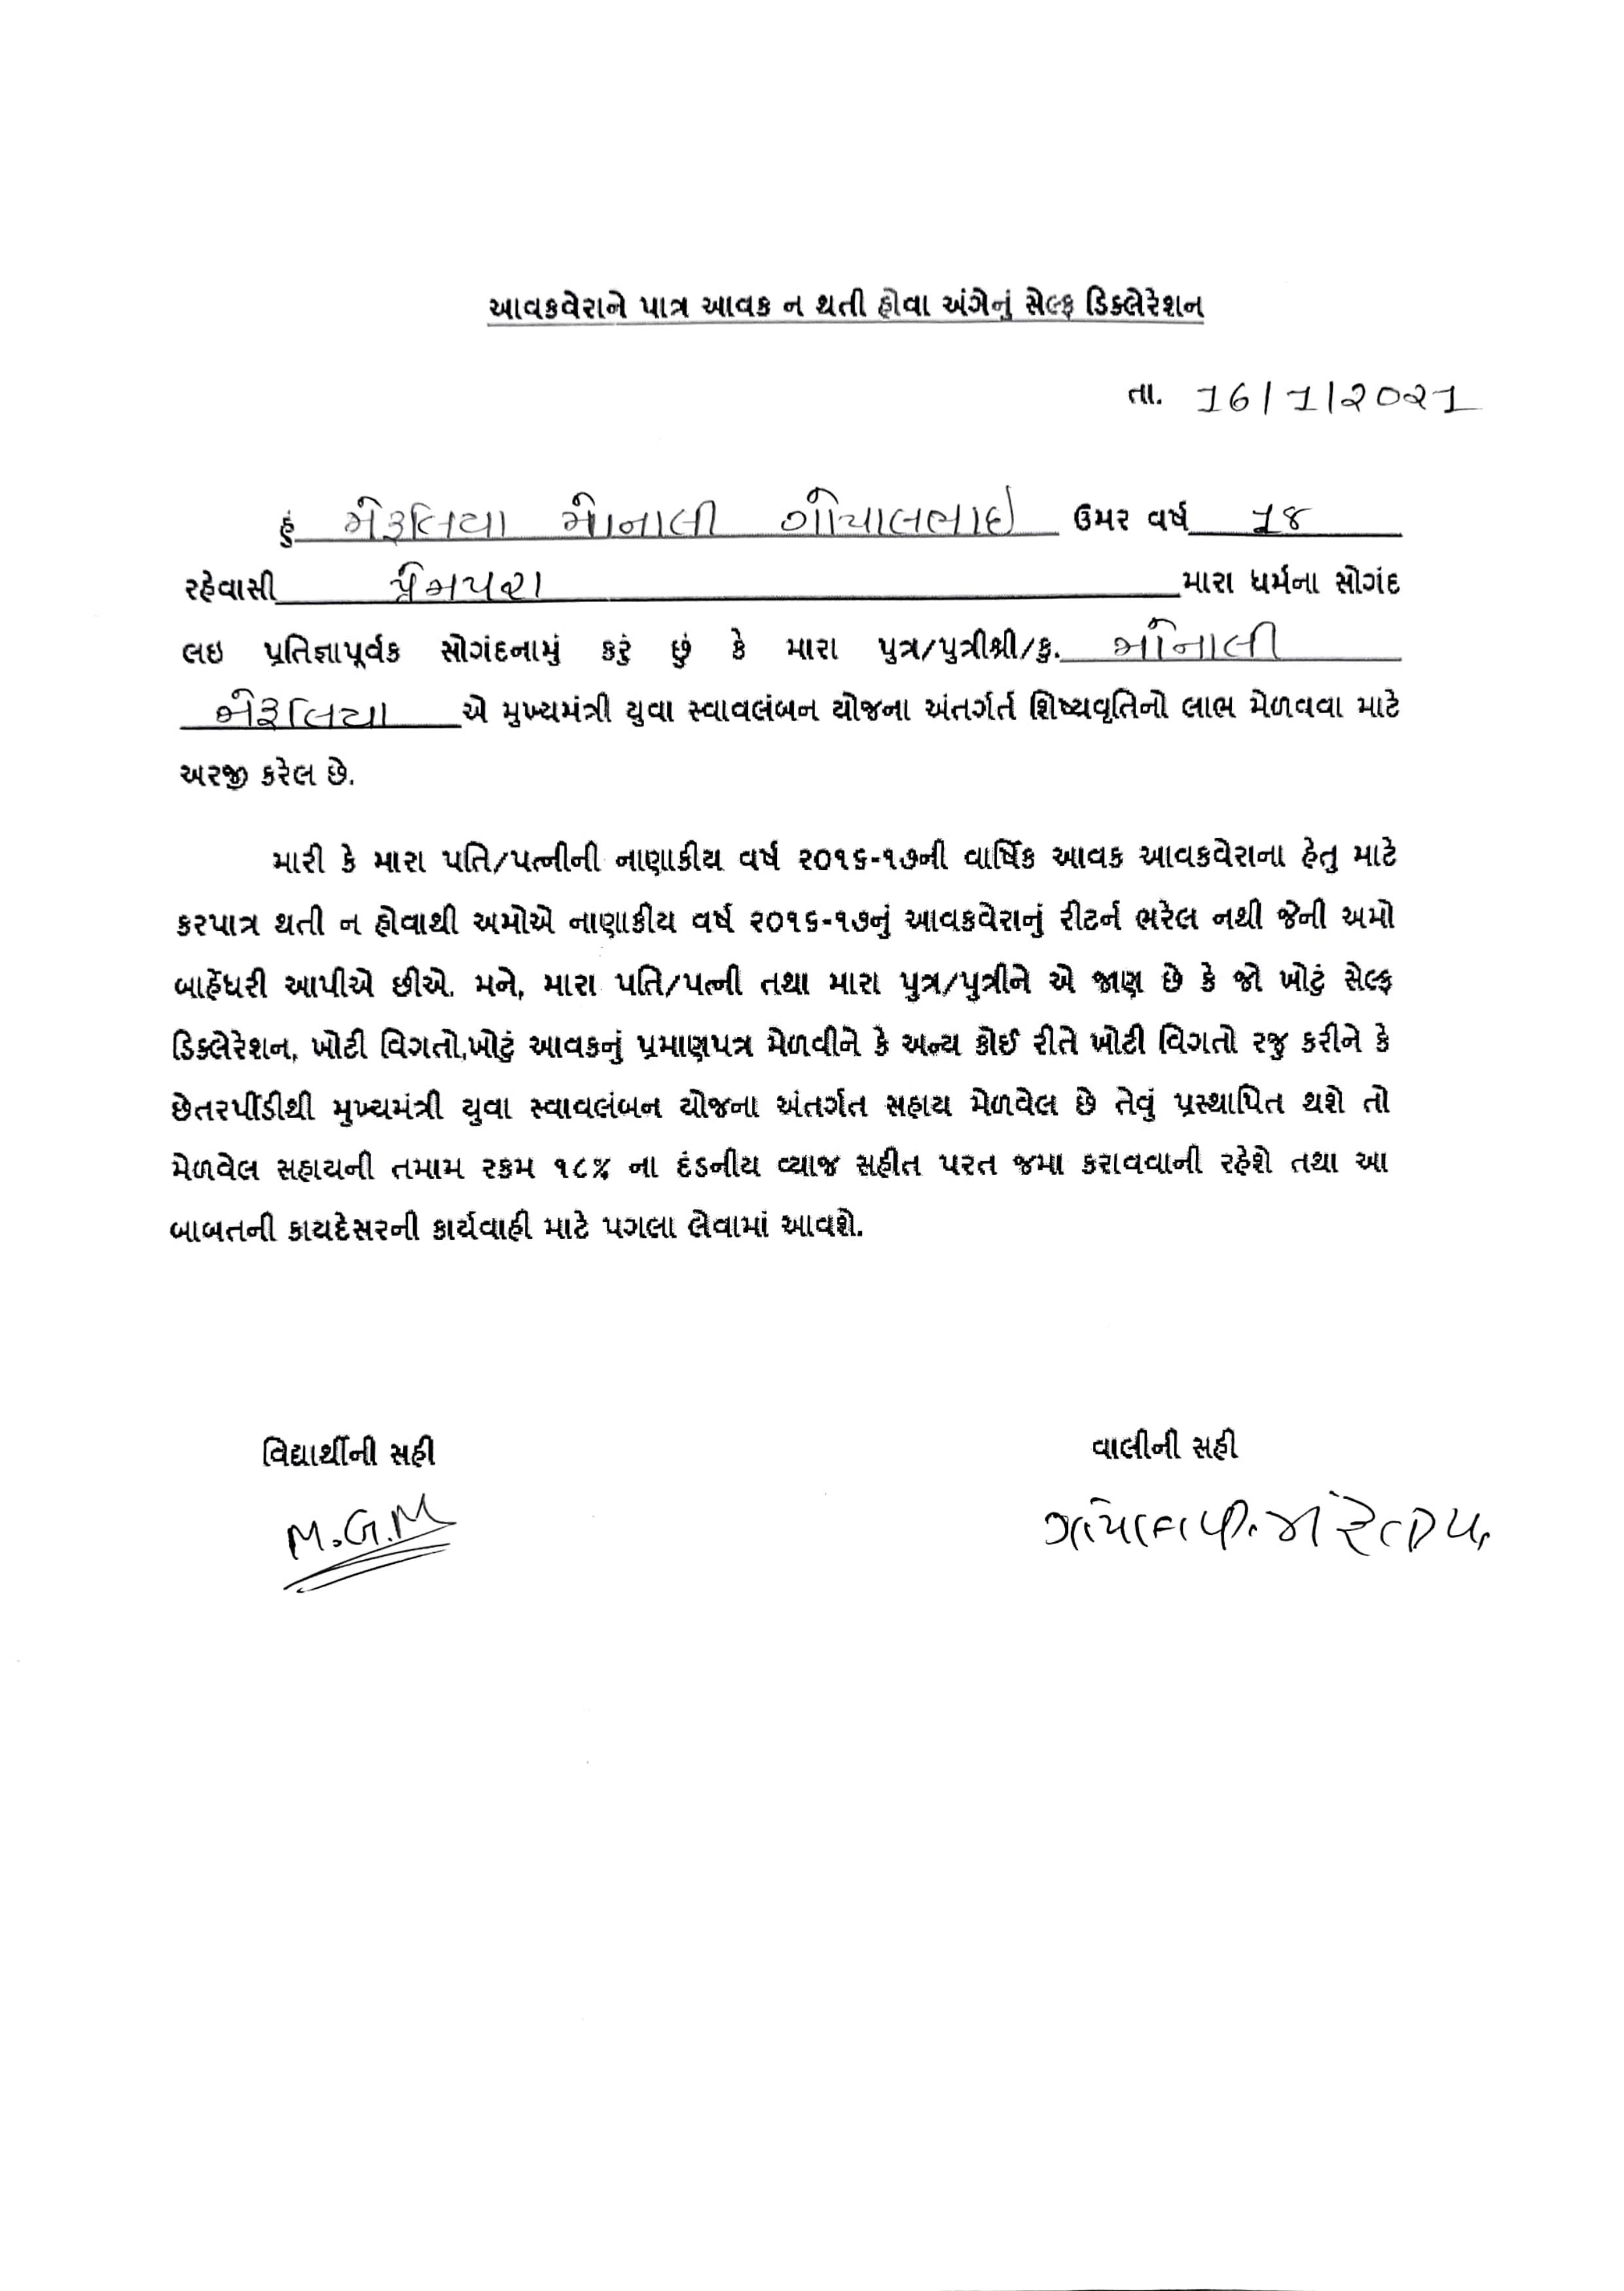 આવકવેરાને પાત્ર આવક ન થતી હોવા અંગેનું સેલ્ફ ડિક્લેરેશન
તા. 16/1/2021
હું મેરૂલિયા મોનાલી ગોપાલભાઇ ઉંમર વર્ષ 18
રહેવાસી પ્રેમપરા મારા ધર્મના સોગંદ
લઇ પ્રતિજ્ઞાપૂર્વક સોગંદનામું કરું છું કે મારા પુત્ર/પુત્રીશ્રી/કુ. મોનાલી
મેરૂલિયા એ મુખ્યમંત્રી યુવા સ્વાવલંબન યોજના અંતર્ગત શિષ્યવૃતિનો લાભ મેળવવા માટે
અરજી કરેલ છે.
મારી કે મારા પતિ/પત્નીની નાણાકીય વર્ષ ૨૦૧૬-૧૭ની વાર્ષિક આવક આવકવેરાના હેતુ માટે
કરપાત્ર થતી ન હોવાથી અમોએ નાણાકીય વર્ષ ૨૦૧૬-૧૭નું આવકવેરાનું રીટર્ન ભરેલ નથી જેની અમો
બાહેંધરી આપીએ છીએ. મને, મારા પતિ/પત્ની તથા મારા પુત્ર/પુત્રીને એ જાણ છે કે જો ખોટું સેલ્ફ
ડિક્લેરેશન, ખોટી વિગતો,ખોટું આવકનું પ્રમાણપત્ર મેળવીને કે અન્ય કોઈ રીતે ખોટી વિગતો રજુ કરીને કે
છેતરપીંડીથી મુખ્યમંત્રી યુવા સ્વાવલંબન યોજના અંતર્ગત સહાય મેળવેલ છે તેવું પ્રસ્થાપિત થશે તો
મેળવેલ સહાયની તમામ રકમ ૧૮% ના દંડનીય વ્યાજ સહીત પરત જમા કરાવવાની રહેશે તથા આ
બાબતની કાયદેસરની કાર્યવાહી માટે પગલા લેવામાં આવશે.
વિદ્યાર્થીની સહી વાલીની સહી
M.G.M ગોપાલ પી.